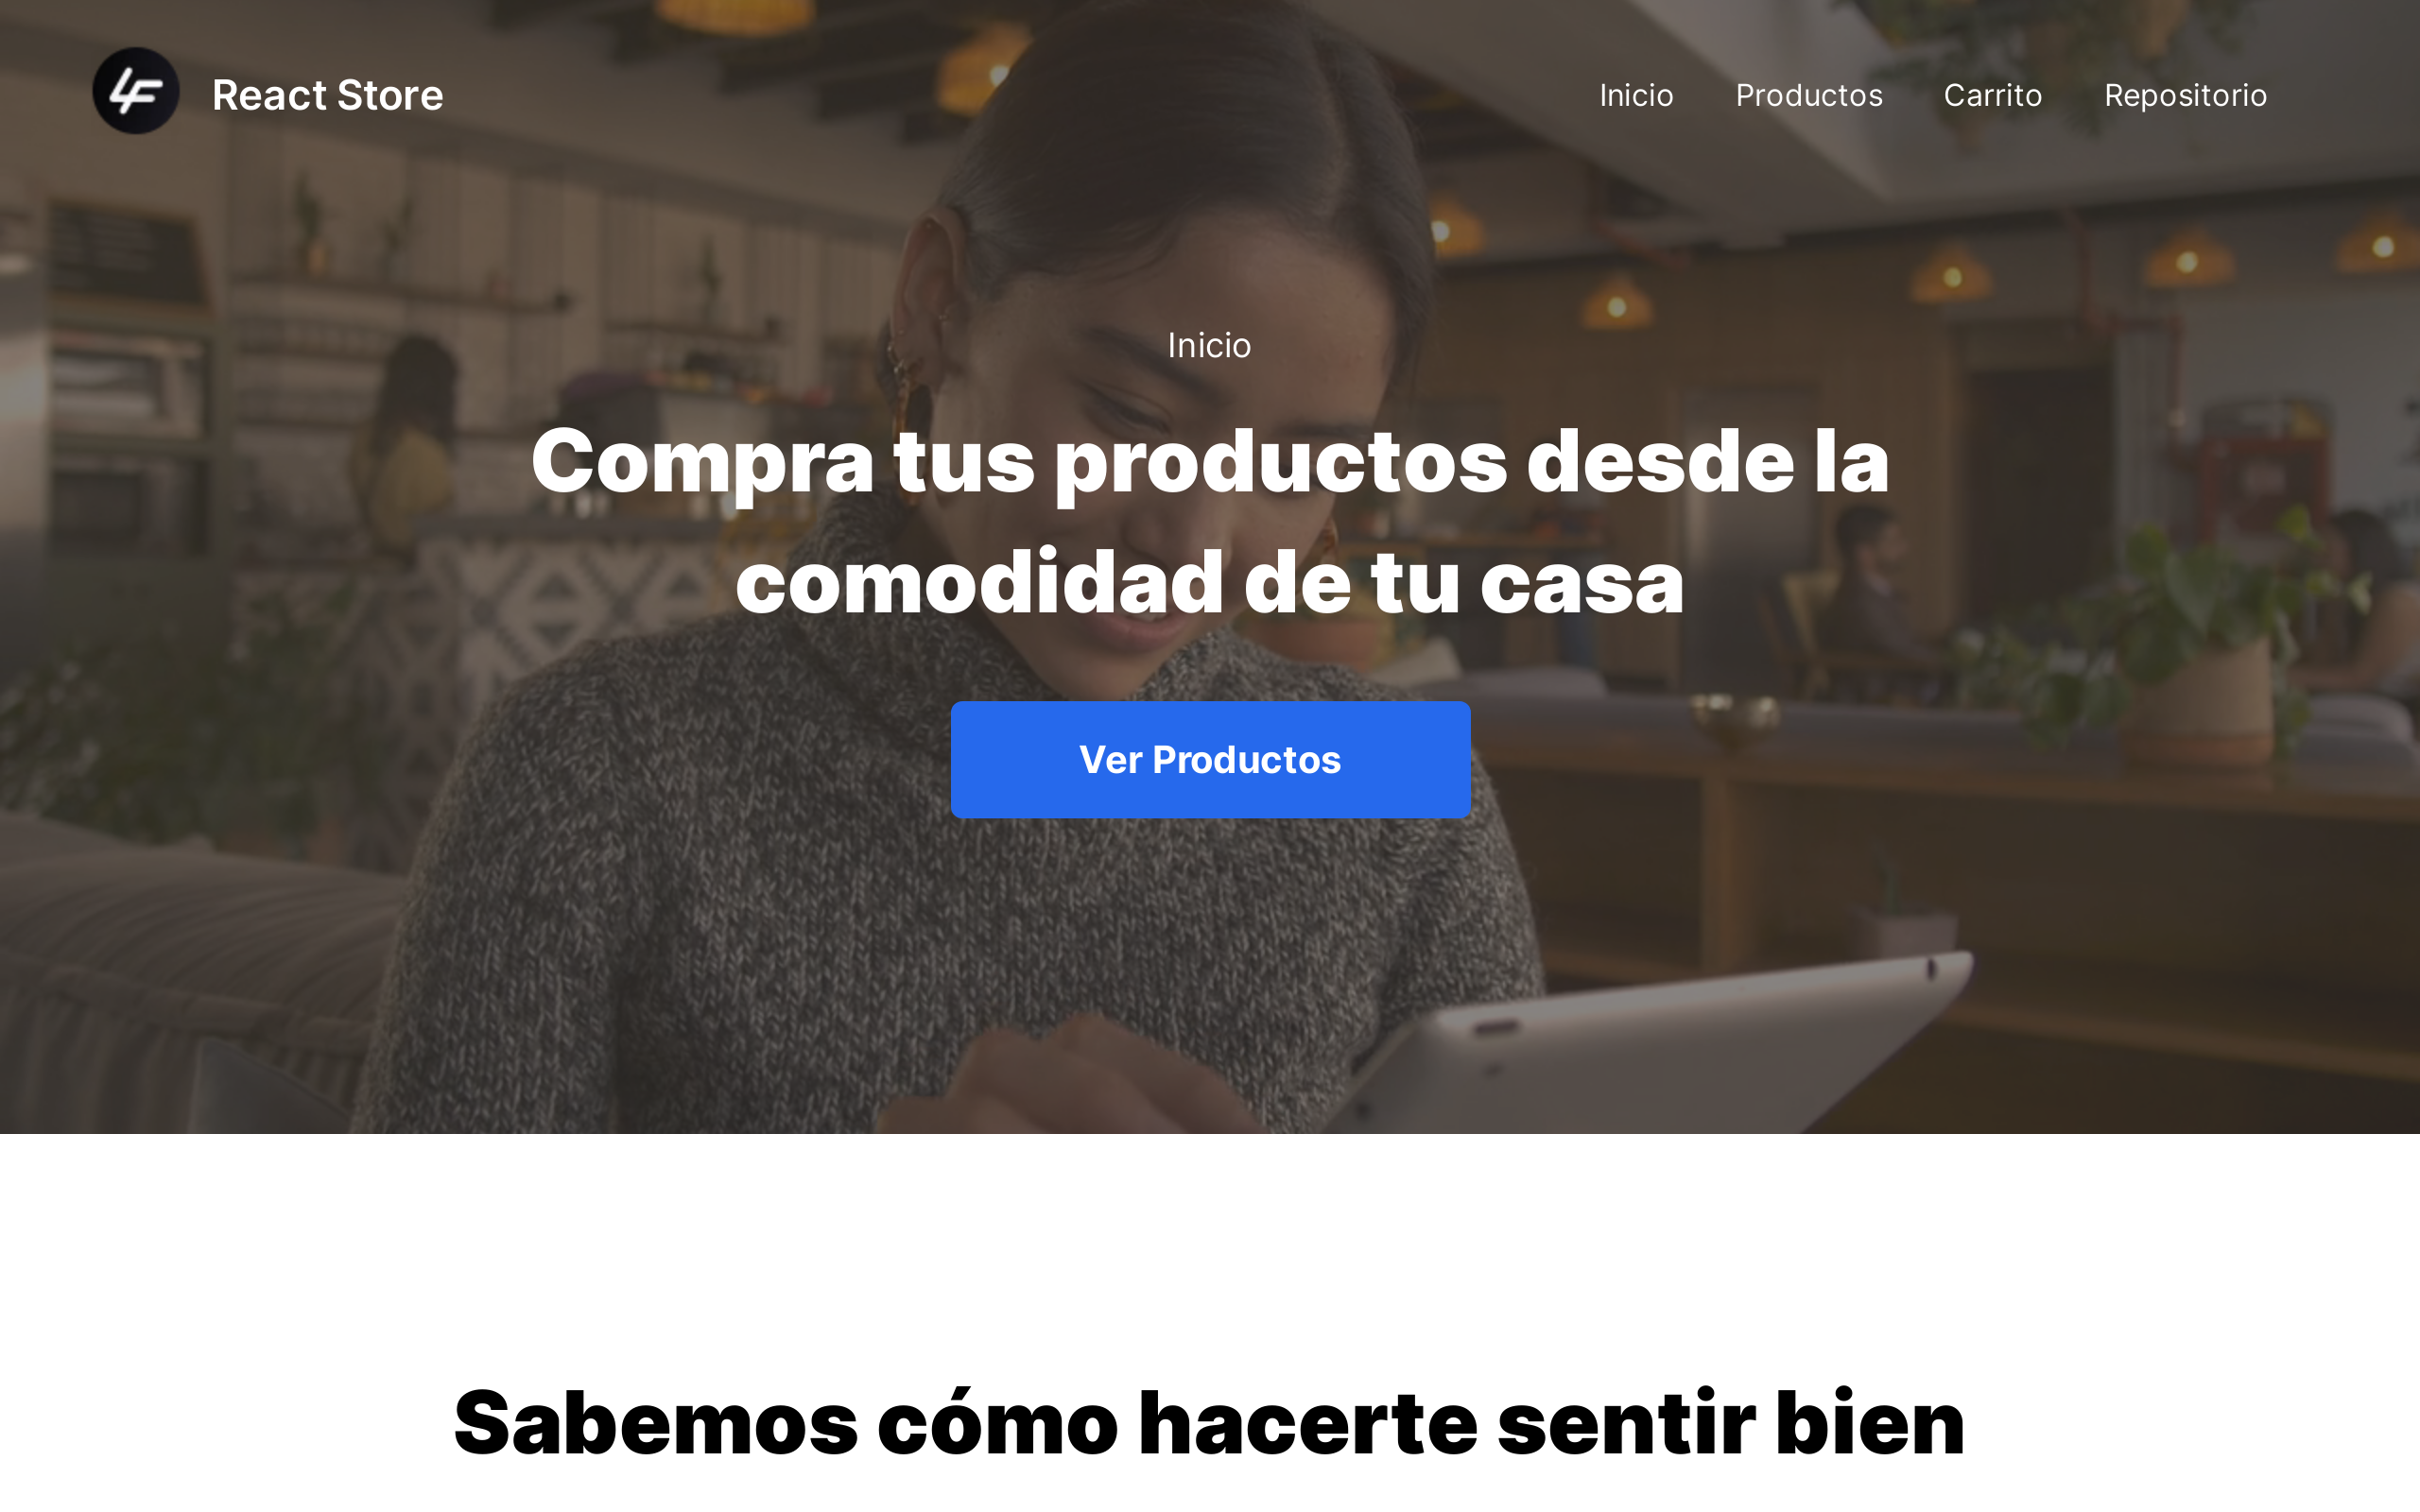 React Store
Inicio
Productos
Carrito
Repositorio
Inicio
Compra tus productos desde la
comodidad de tu casa
Ver Productos
Sabemos cómo hacerte sentir bien